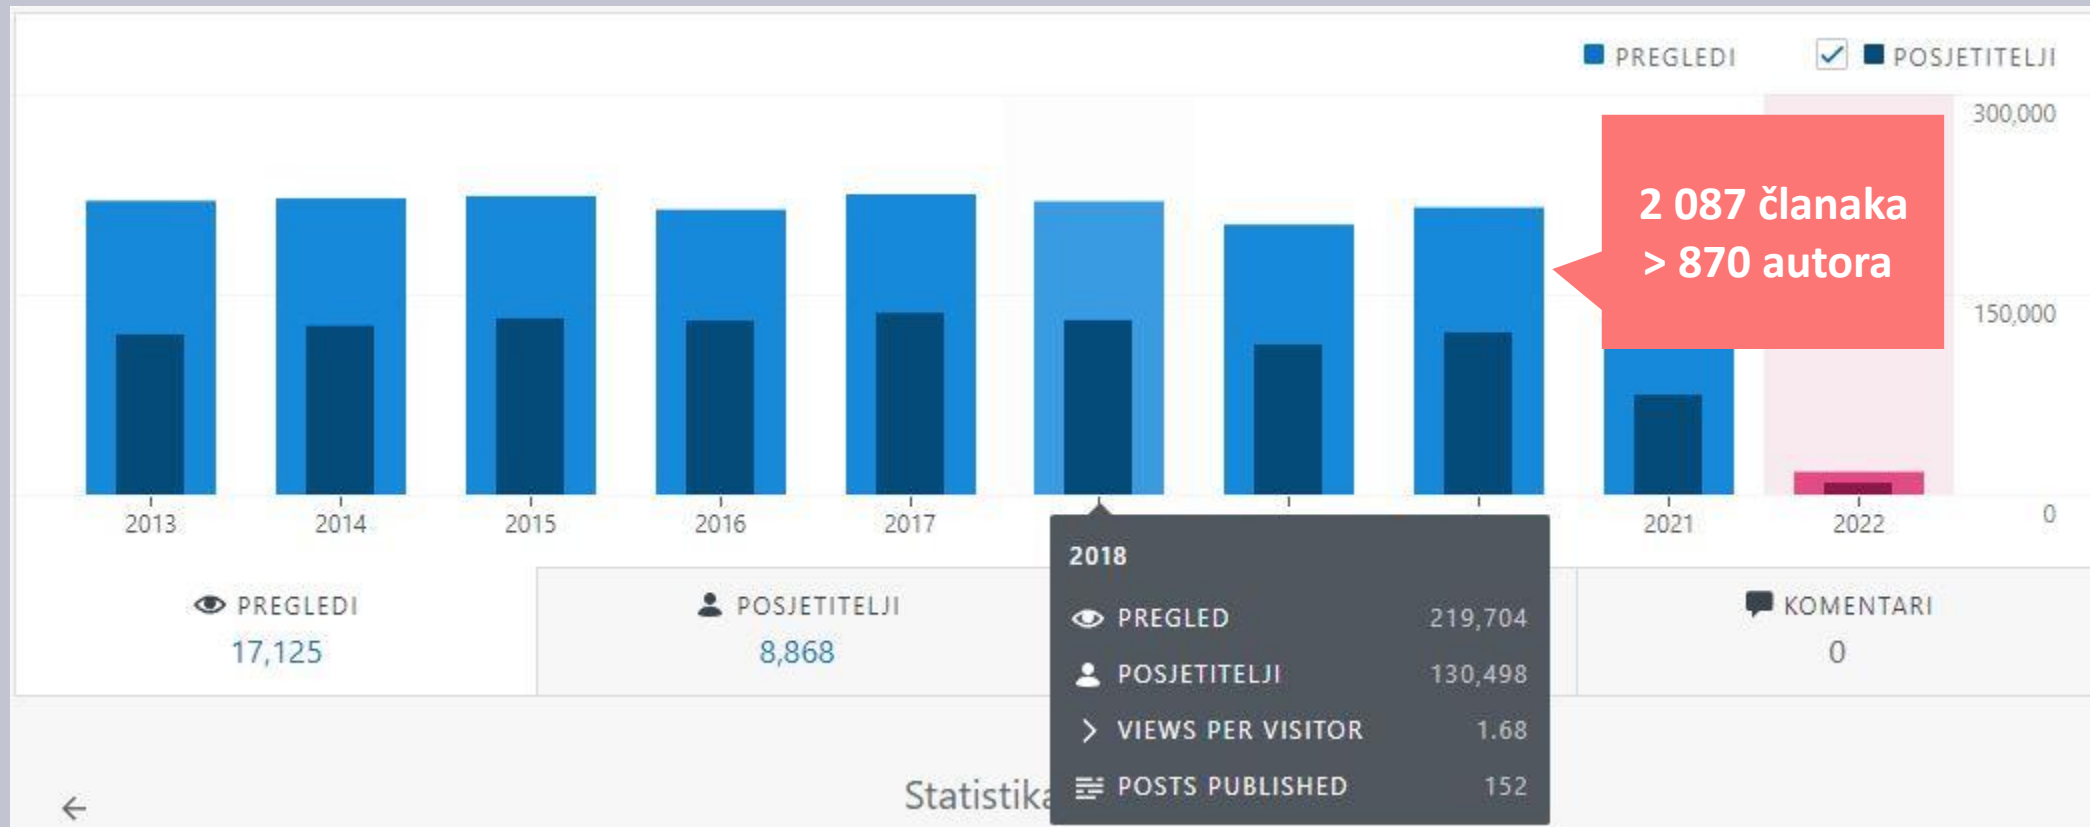 PREGLEDI
POSJETITELJI
300,000
2 087 članaka
> 870 autora
150,000
0
2013
2014
2015
2016
2017
2021
2022
2018
PREGLED 219,704
POSJETITELJI 130,498
VIEWS PER VISITOR 1.68
POSTS PUBLISHED 152
PREGLEDI
17,125
POSJETITELJI
8,868
KOMENTARI
0
Statistika